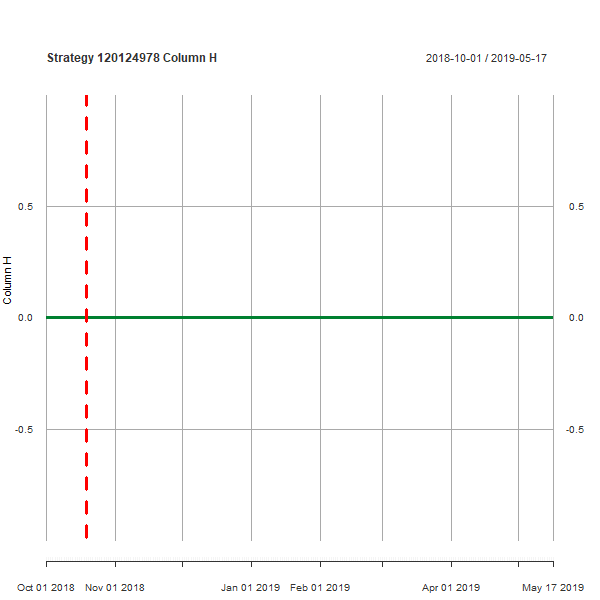 Strategy 120124978 Column H
2018-10-01 / 2019-05-17
0.5 0.5
Column H
0.0 0.0
-0.5 -0.5
Oct 01 2018 Nov 01 2018 Jan 01 2019 Feb 01 2019 Apr 01 2019 May 17 2019